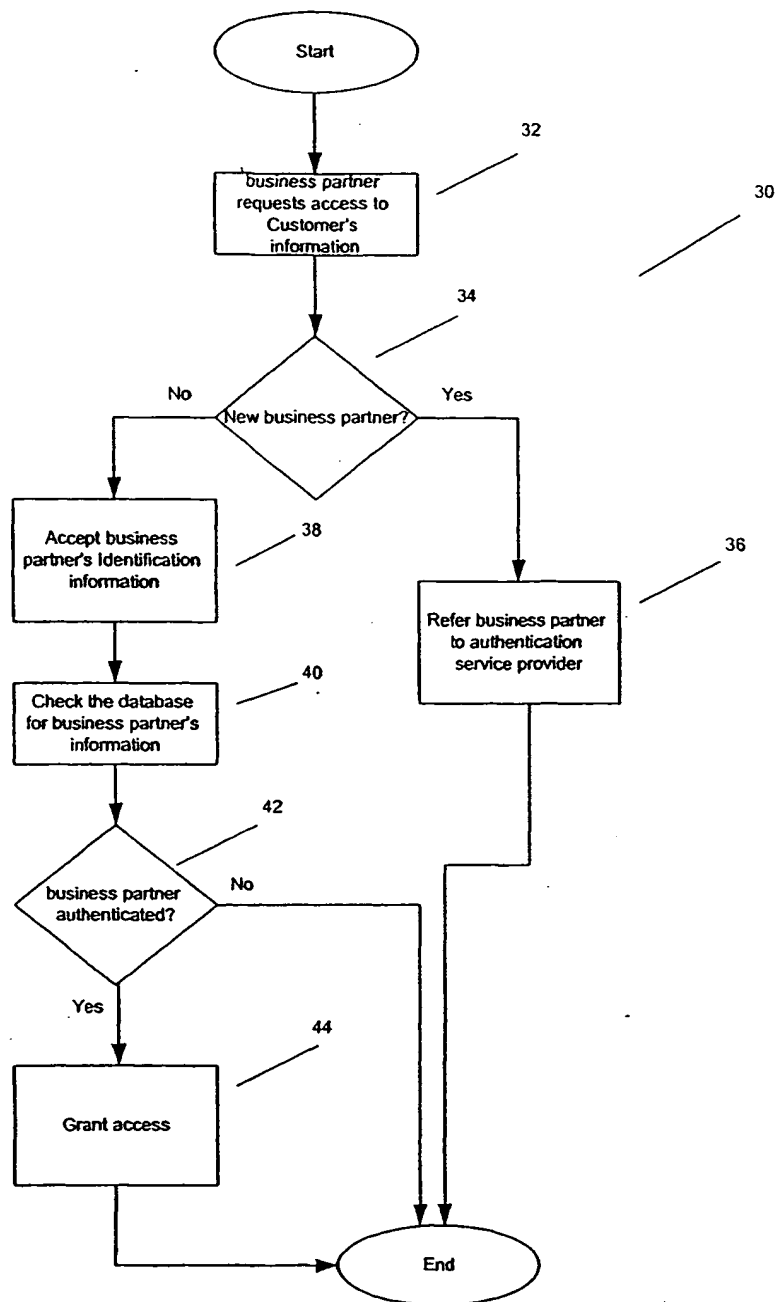 Start
32
business partner
requests access to
Customer's
information
30
34
No
Yes
New business partner?
Accept business
partner's Identification
information
38
36
Refer business partner
to authentication
service provider
40
Check the database
for business partner's
information
42
business partner
authenticated?
No
Yes
44
Grant access
End